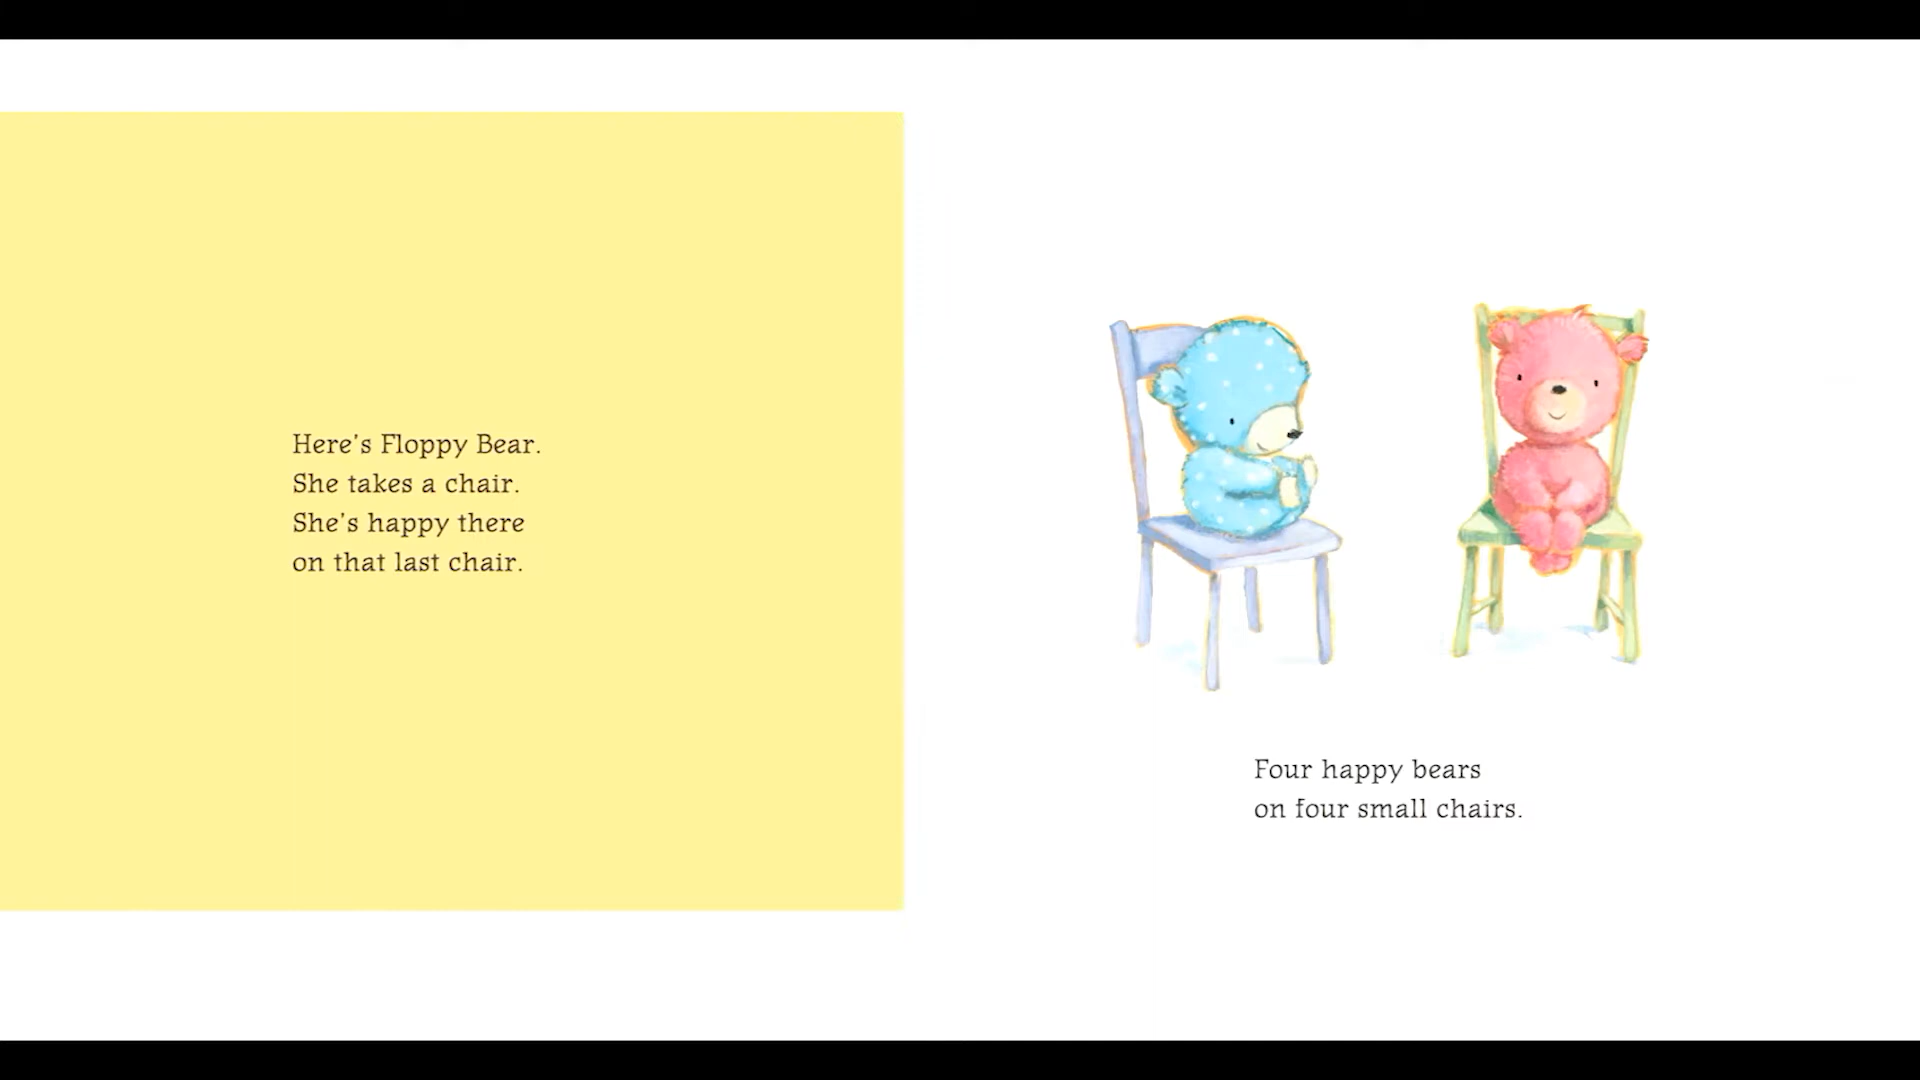 Here's Floppy Bear.
She takes a chair.
She's happy there
on that last chair.
Four happy bears
on four small chairs.